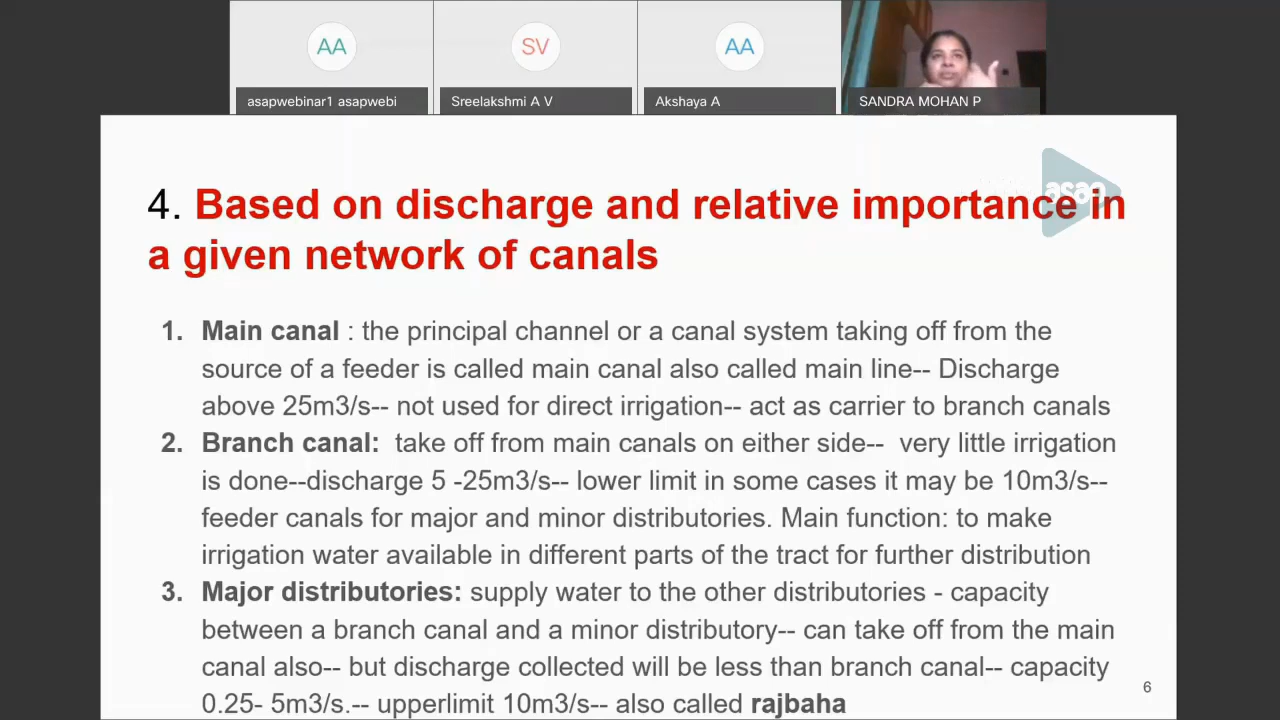 AA
SV
AA
asapwebinar1 asapwebi
Sreelakshmi A V
Akshaya A
SANDRA MOHAN P
asap
4. Based on discharge and relative importance in
a given network of canals
1. Main canal : the principal channel or a canal system taking off from the
source of a feeder is called main canal also called main line-- Discharge
above 25m3/s-- not used for direct irrigation-- act as carrier to branch canals
2. Branch canal: take off from main canals on either side-- very little irrigation
is done--discharge 5 -25m3/s-- lower limit in some cases it may be 10m3/s--
feeder canals for major and minor distributories. Main function: to make
irrigation water available in different parts of the tract for further distribution
3. Major distributories: supply water to the other distributories - capacity
between a branch canal and a minor distributory-- can take off from the main
canal also-- but discharge collected will be less than branch canal-- capacity
0.25- 5m3/s.-- upperlimit 10m3/s-- also called rajbaha
6